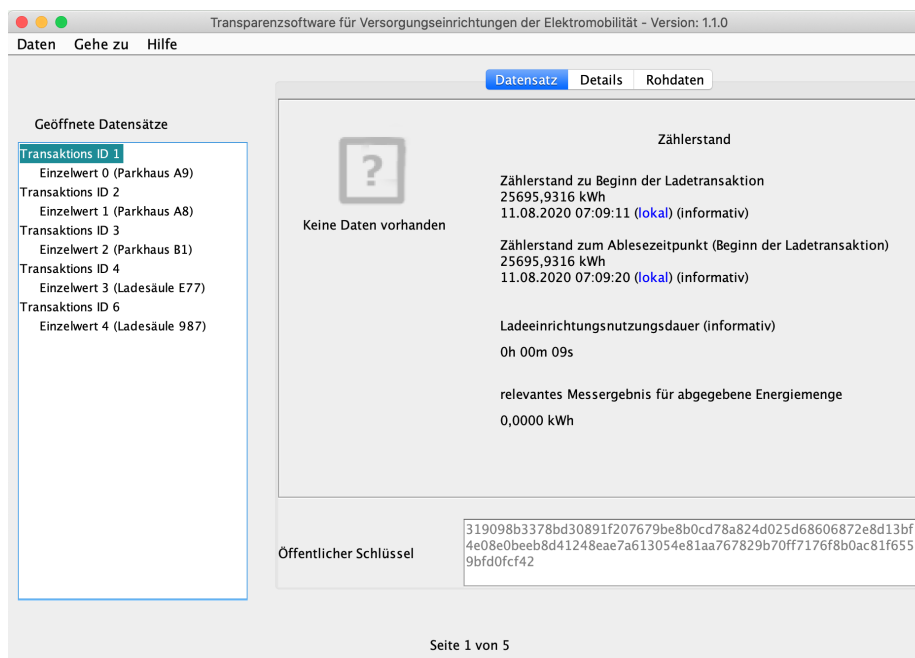 Transparenzsoftware für Versorgungseinrichtungen der Elektromobilität - Version: 1.1.0
Daten Gehe zu Hilfe
Datensatz Details Rohdaten
Geöffnete Datensätze
Transaktions ID 1
Einzelwert 0 (Parkhaus A9)
Transaktions ID 2
Einzelwert 1 (Parkhaus A8)
Transaktions ID 3
Einzelwert 2 (Parkhaus B1)
Transaktions ID 4
Einzelwert 3 (Ladesäule E77)
Transaktions ID 6
Einzelwert 4 (Ladesäule 987)
?
Keine Daten vorhanden
Zählerstand
Zählerstand zu Beginn der Ladetransaktion
25695,9316 kWh
11.08.2020 07:09:11 (lokal) (informativ)
Zählerstand zum Ablesezeitpunkt (Beginn der Ladetransaktion)
25695,9316 kWh
11.08.2020 07:09:20 (lokal) (informativ)
Ladeeinrichtungsnutzungsdauer (informativ)
0h 00m 09s
relevantes Messergebnis für abgegebene Energiemenge
0,0000 kWh
Öffentlicher Schlüssel
319098b3378bd30891f207679be8b0cd78a824d025d68606872e8d13bf
4e08e0beeb8d41248eae7a613054e81aa767829b70ff7176f8b0ac81f655
9bfd0fcf42
Seite 1 von 5